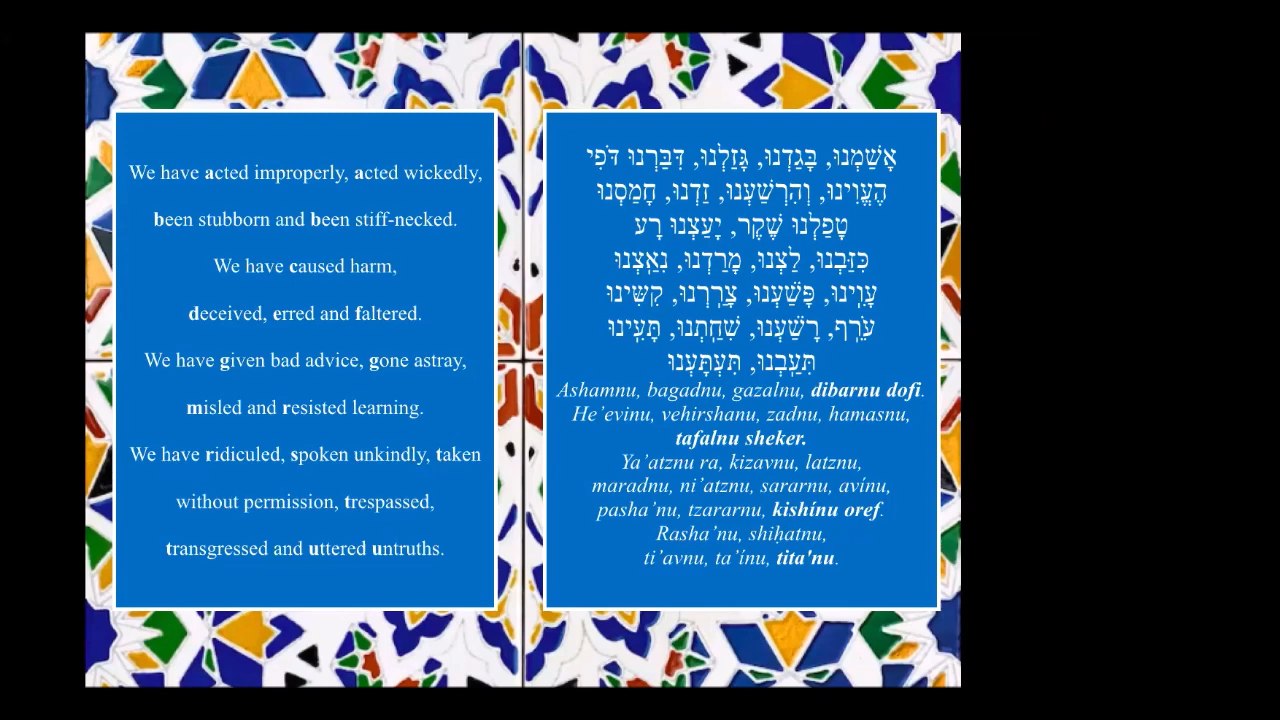 We have acted improperly, acted wickedly,
been stubborn and been stiff-necked.
We have caused harm,
deceived, erred and faltered.
We have given bad advice, gone astray,
misled and resisted learning.
We have ridiculed, spoken unkindly, taken
without permission, trespassed,
transgressed and uttered untruths.
אָשַׁמְנוּ, בָּגַדְנוּ, גָּזַלְנוּ, דִּבַּרְנוּ דֹּפִי
הֶעֱוִינוּ, וְהִרְשַׁעְנוּ, זַדְנוּ, חָמַסְנוּ
טָפַלְנוּ שֶׁקֶר, יָעַצְנוּ רָע
כִּזַּבְנוּ, לַצְנוּ, מָרַדְנוּ, נִאַצְנוּ
עָוִינוּ, פָּשַׁעְנוּ, צָרַרְנוּ, קִשִּׁינוּ
עֹרֶף, רָשַׁעְנוּ, שִׁחַתְנוּ, תָּעִינוּ
תִּעַבְנוּ, תִּעְתָּעְנוּ
Ashamnu, bagadnu, gazalnu, dibarnu dofi.
He’evinu, vehirshanu, zadnu, hamasnu,
tafalnu sheker.
Ya’atznu ra, kizavnu, latznu,
maradnu, ni’atznu, sararnu, avínu,
pasha’nu, tzararnu, kishínu oref.
Rasha’nu, shiḥatnu,
ti’avnu, ta’ínu, tita'nu.